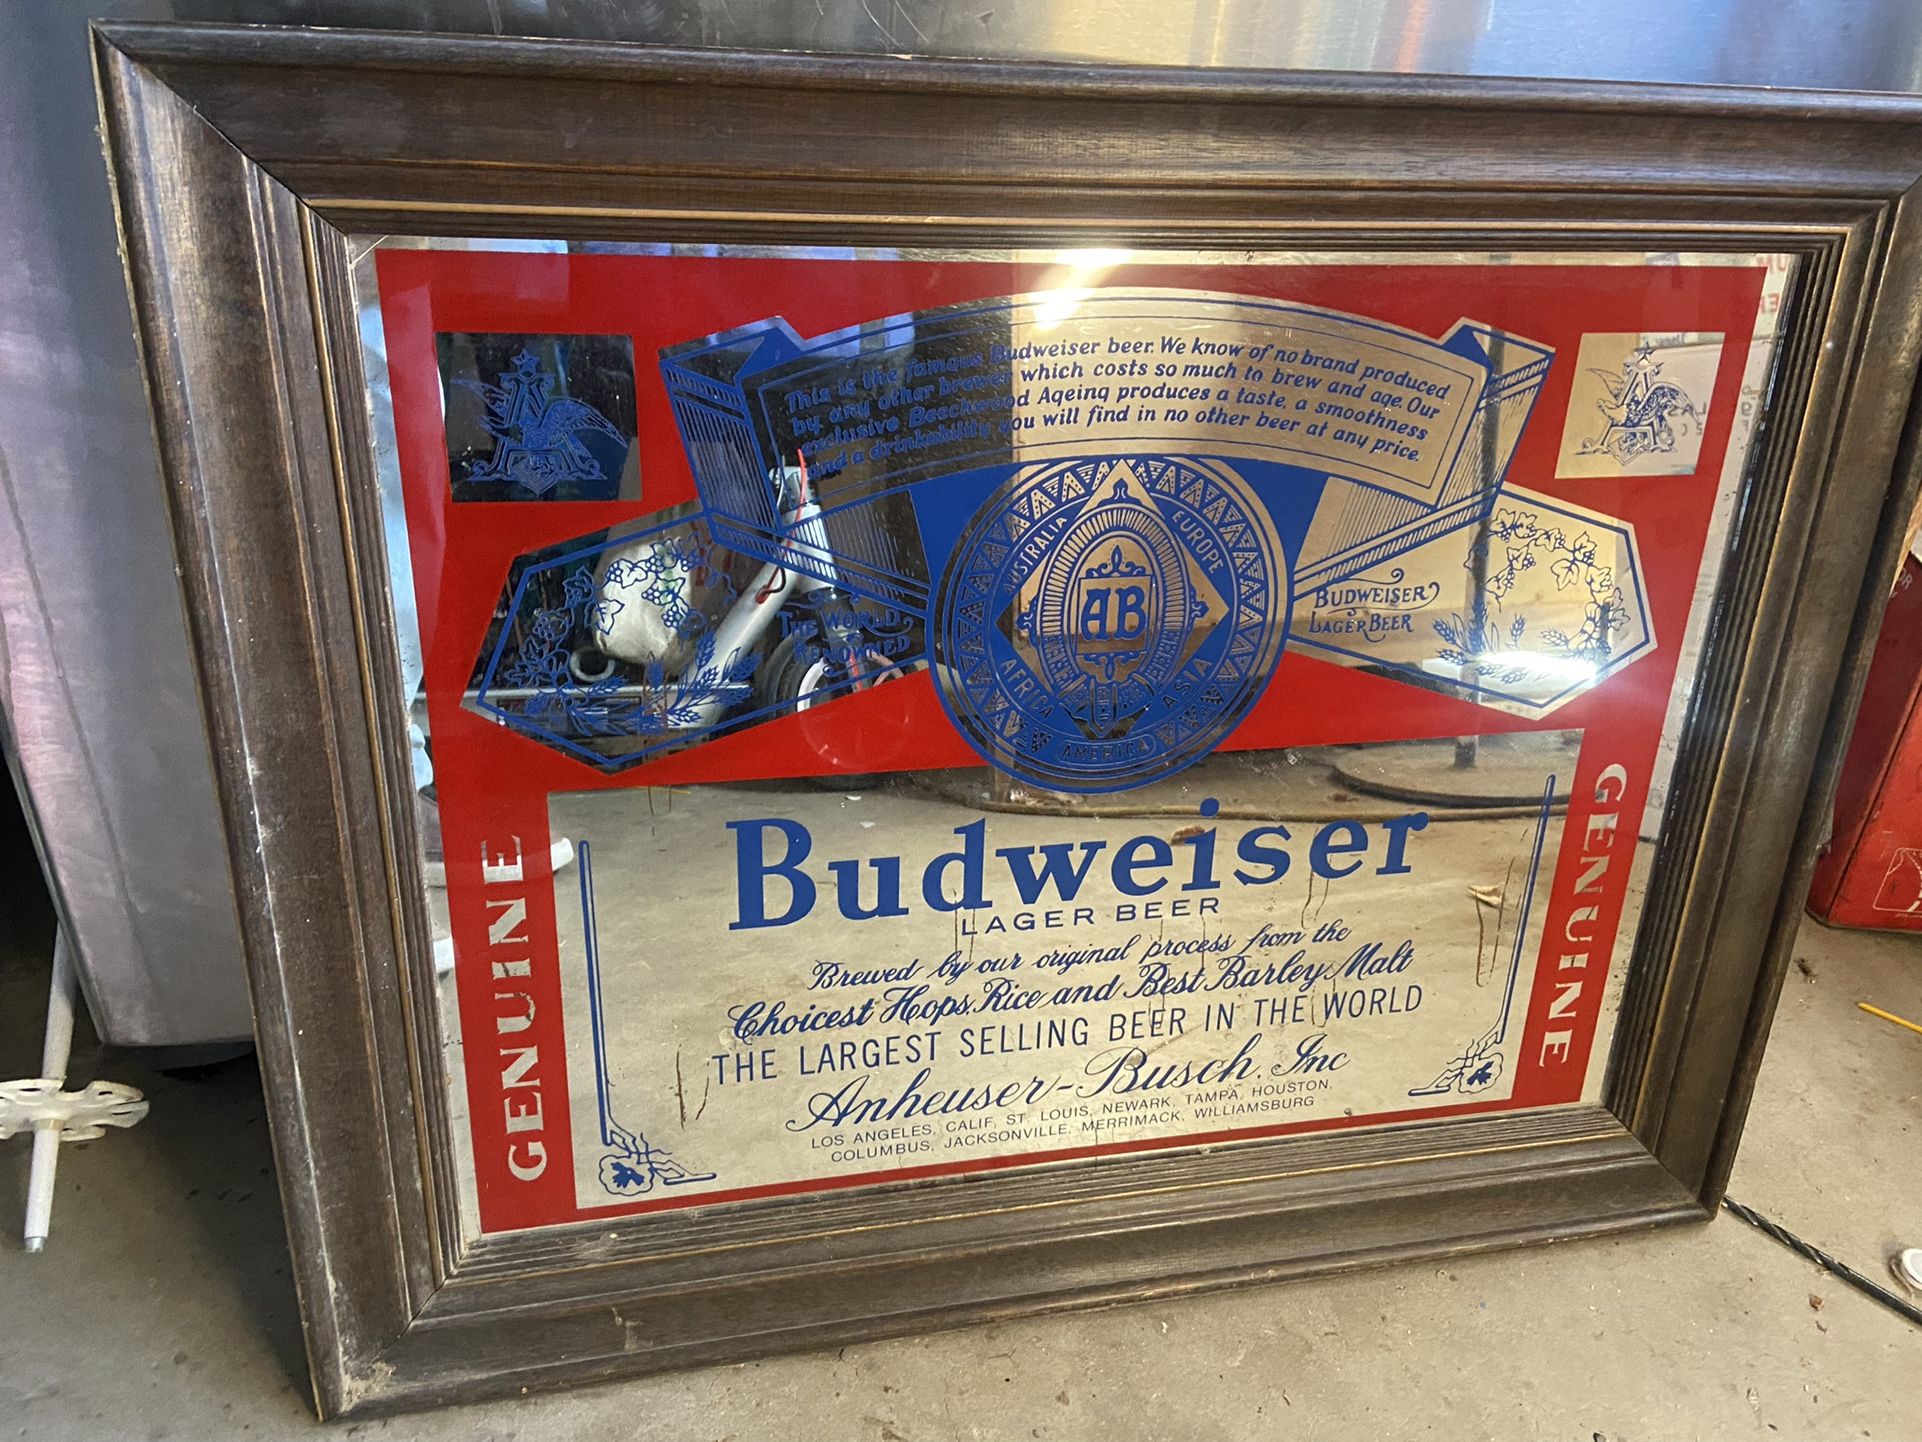 This is the famous Budweiser beer. We know of no brand produced
by any other brewer which costs so much to brew and age. Our
exclusive Beechwood Ageing produces a taste, a smoothness
and a drinkability you will find in no other beer at any price.
AUSTRALIA
EUROPE
AB
AFRICA
ASIA
AMERICA
THE WORLD
RENOWNED
BUDWEISER
LAGER BEER
GENUINE
GENUINE
Budweiser
LAGER BEER
Brewed by our original process from the
Choicest Hops, Rice and Best Barley Malt
THE LARGEST SELLING BEER IN THE WORLD
Anheuser-Busch, Inc
LOS ANGELES, CALIF, ST. LOUIS, NEWARK, TAMPA, HOUSTON,
COLUMBUS, JACKSONVILLE, MERRIMACK, WILLIAMSBURG